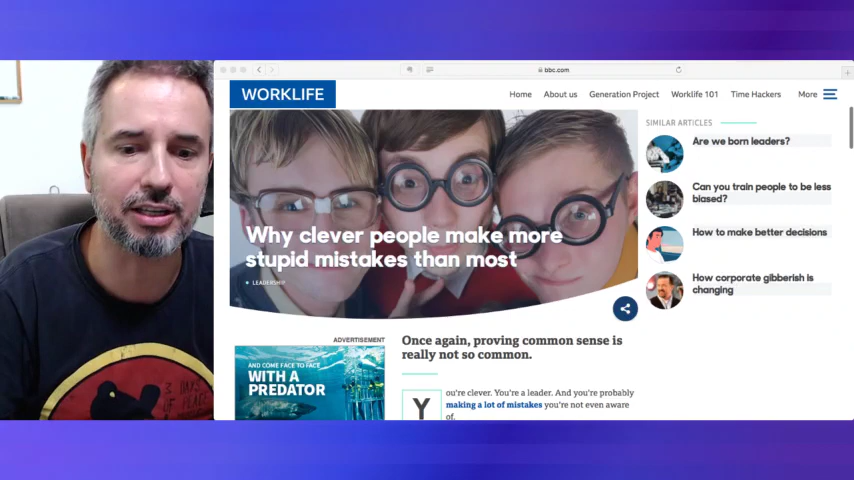 bbc.com
WORKLIFE
Home
About us
Generation Project
Worklife 101
Time Hackers
More
SIMILAR ARTICLES
Are we born leaders?
Can you train people to be less
biased?
How to make better decisions
How corporate gibberish is
changing
Why clever people make more
stupid mistakes than most
LEADERSHIP
ADVERTISEMENT
AND COME FACE TO FACE
WITH A
PREDATOR
Once again, proving common sense is
really not so common.
You're clever. You're a leader. And you're probably
making a lot of mistakes you're not even aware
of.
DAYS
PEACE